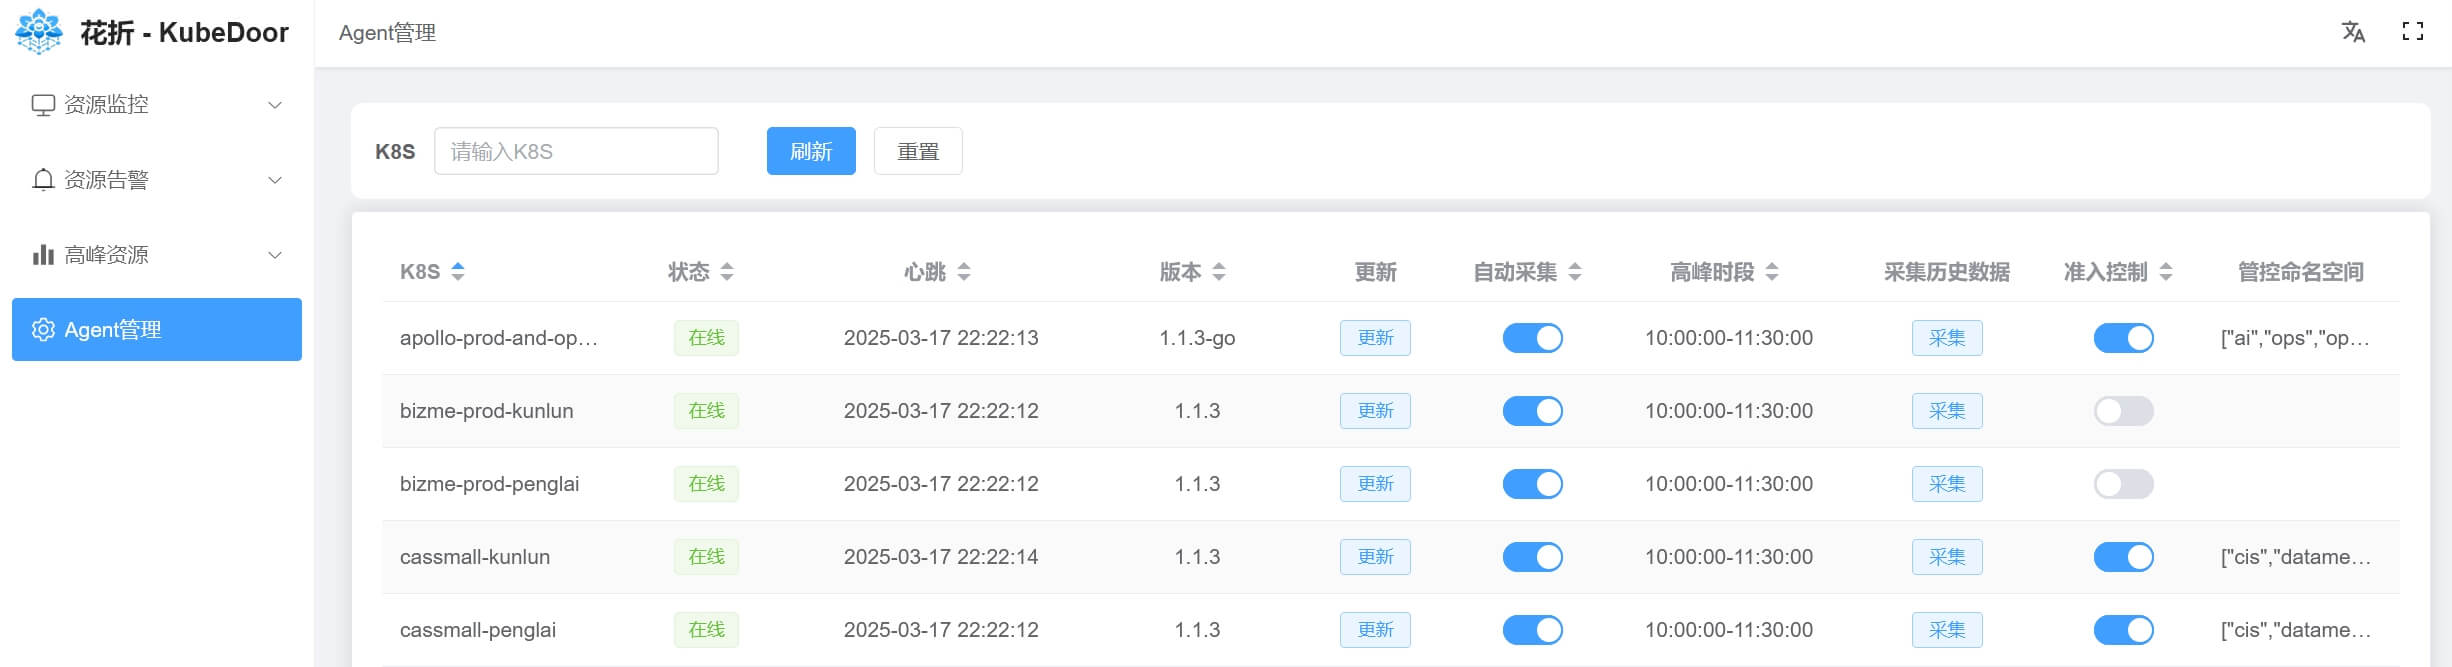 花折 - KubeDoor
Agent管理
资源监控
资源告警
高峰资源
Agent管理
K8S 请输入K8S 刷新 重置
K8S 状态 心跳 版本 更新 自动采集 高峰时段 采集历史数据 准入控制 管控命名空间
apollo-prod-and-op... 在线 2025-03-17 22:22:13 1.1.3-go 更新 10:00:00-11:30:00 采集 ["ai","ops","op...
bizme-prod-kunlun 在线 2025-03-17 22:22:12 1.1.3 更新 10:00:00-11:30:00 采集
bizme-prod-penglai 在线 2025-03-17 22:22:12 1.1.3 更新 10:00:00-11:30:00 采集
cassmall-kunlun 在线 2025-03-17 22:22:14 1.1.3 更新 10:00:00-11:30:00 采集 ["cis","datame...
cassmall-penglai 在线 2025-03-17 22:22:12 1.1.3 更新 10:00:00-11:30:00 采集 ["cis","datame...